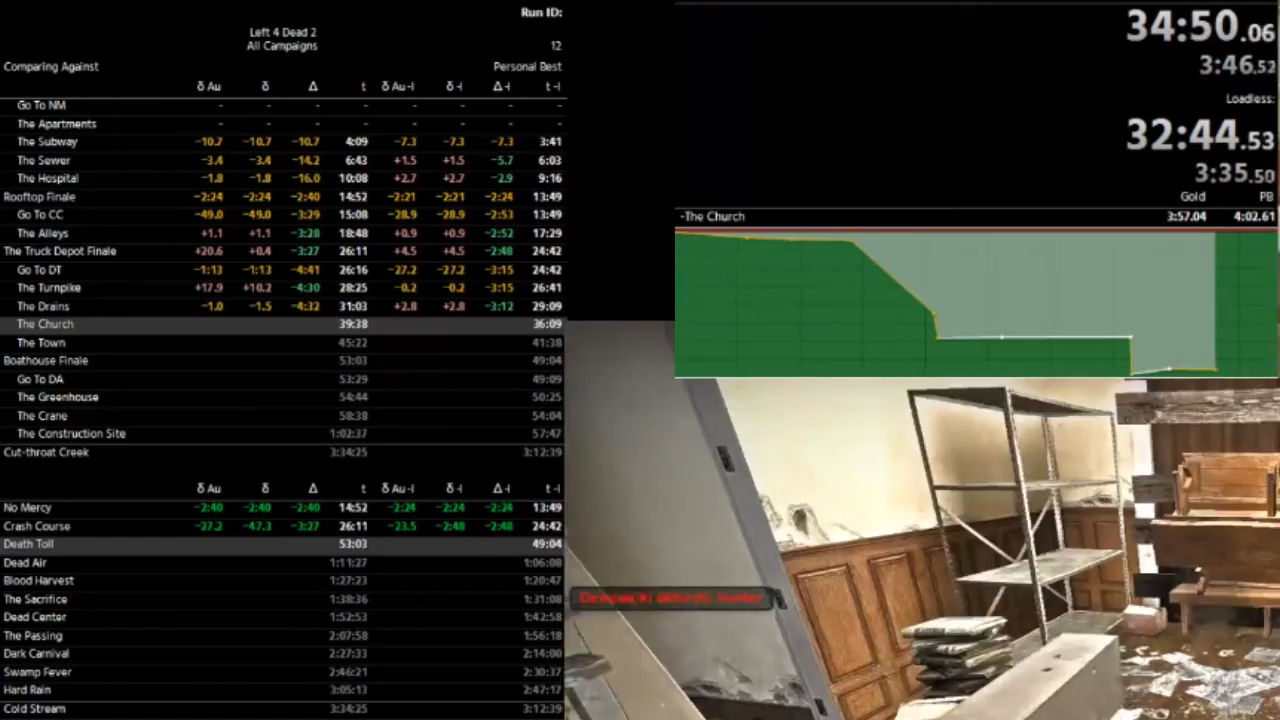 Run ID:
Left 4 Dead 2
All Campaigns
12
Comparing Against Personal Best
δ Au δ Δ t δ Au-I δ-I Δ-I t-I
Go To NM - - - - - - - -
The Apartments - - - - - - - -
The Subway −10.7 −10.7 −10.7 4:09 −7.3 −7.3 −7.3 3:41
The Sewer −3.4 −3.4 −14.2 6:43 +1.5 +1.5 −5.7 6:03
The Hospital −1.8 −1.8 −16.0 10:08 +2.7 +2.7 −2.9 9:16
Rooftop Finale −2:24 −2:24 −2:40 14:52 −2:21 −2:21 −2:24 13:49
Go To CC −49.0 −49.0 −3:29 15:08 −28.9 −28.9 −2:53 13:49
The Alleys +1.1 +1.1 −3:28 18:48 +0.9 +0.9 −2:52 17:29
The Truck Depot Finale +20.6 +0.4 −3:27 26:11 +4.5 +4.5 −2:48 24:42
Go To DT −1:13 −1:13 −4:41 26:16 −27.2 −27.2 −3:15 24:42
The Turnpike +17.9 +10.2 −4:30 28:25 −0.2 −0.2 −3:15 26:41
The Drains −1.0 −1.5 −4:32 31:03 +2.8 +2.8 −3:12 29:09
The Church 39:38 36:09
The Town 45:22 41:38
Boathouse Finale 53:03 49:04
Go To DA 53:29 49:09
The Greenhouse 54:44 50:25
The Crane 58:38 54:04
The Construction Site 1:02:37 57:47
Cut-throat Creek 3:34:25 3:12:39
δ Au δ Δ t δ Au-I δ-I Δ-I t-I
No Mercy −2:40 −2:40 −2:40 14:52 −2:24 −2:24 −2:24 13:49
Crash Course −27.2 −47.3 −3:27 26:11 −23.5 −2:48 −2:48 24:42
Death Toll 53:03 49:04
Dead Air 1:11:27 1:06:08
Blood Harvest 1:27:23 1:20:47
The Sacrifice 1:38:36 1:31:08
Dead Center 1:52:53 1:42:58
The Passing 2:07:58 1:56:18
Dark Carnival 2:27:33 2:14:00
Swamp Fever 2:46:21 2:30:37
Hard Rain 3:05:13 2:47:17
Cold Stream 3:34:25 3:12:39
34:50.06
3:46.52
Loadless:
32:44.53
3:35.50
Gold PB
-The Church 3:57.04 4:02.61
Hunter